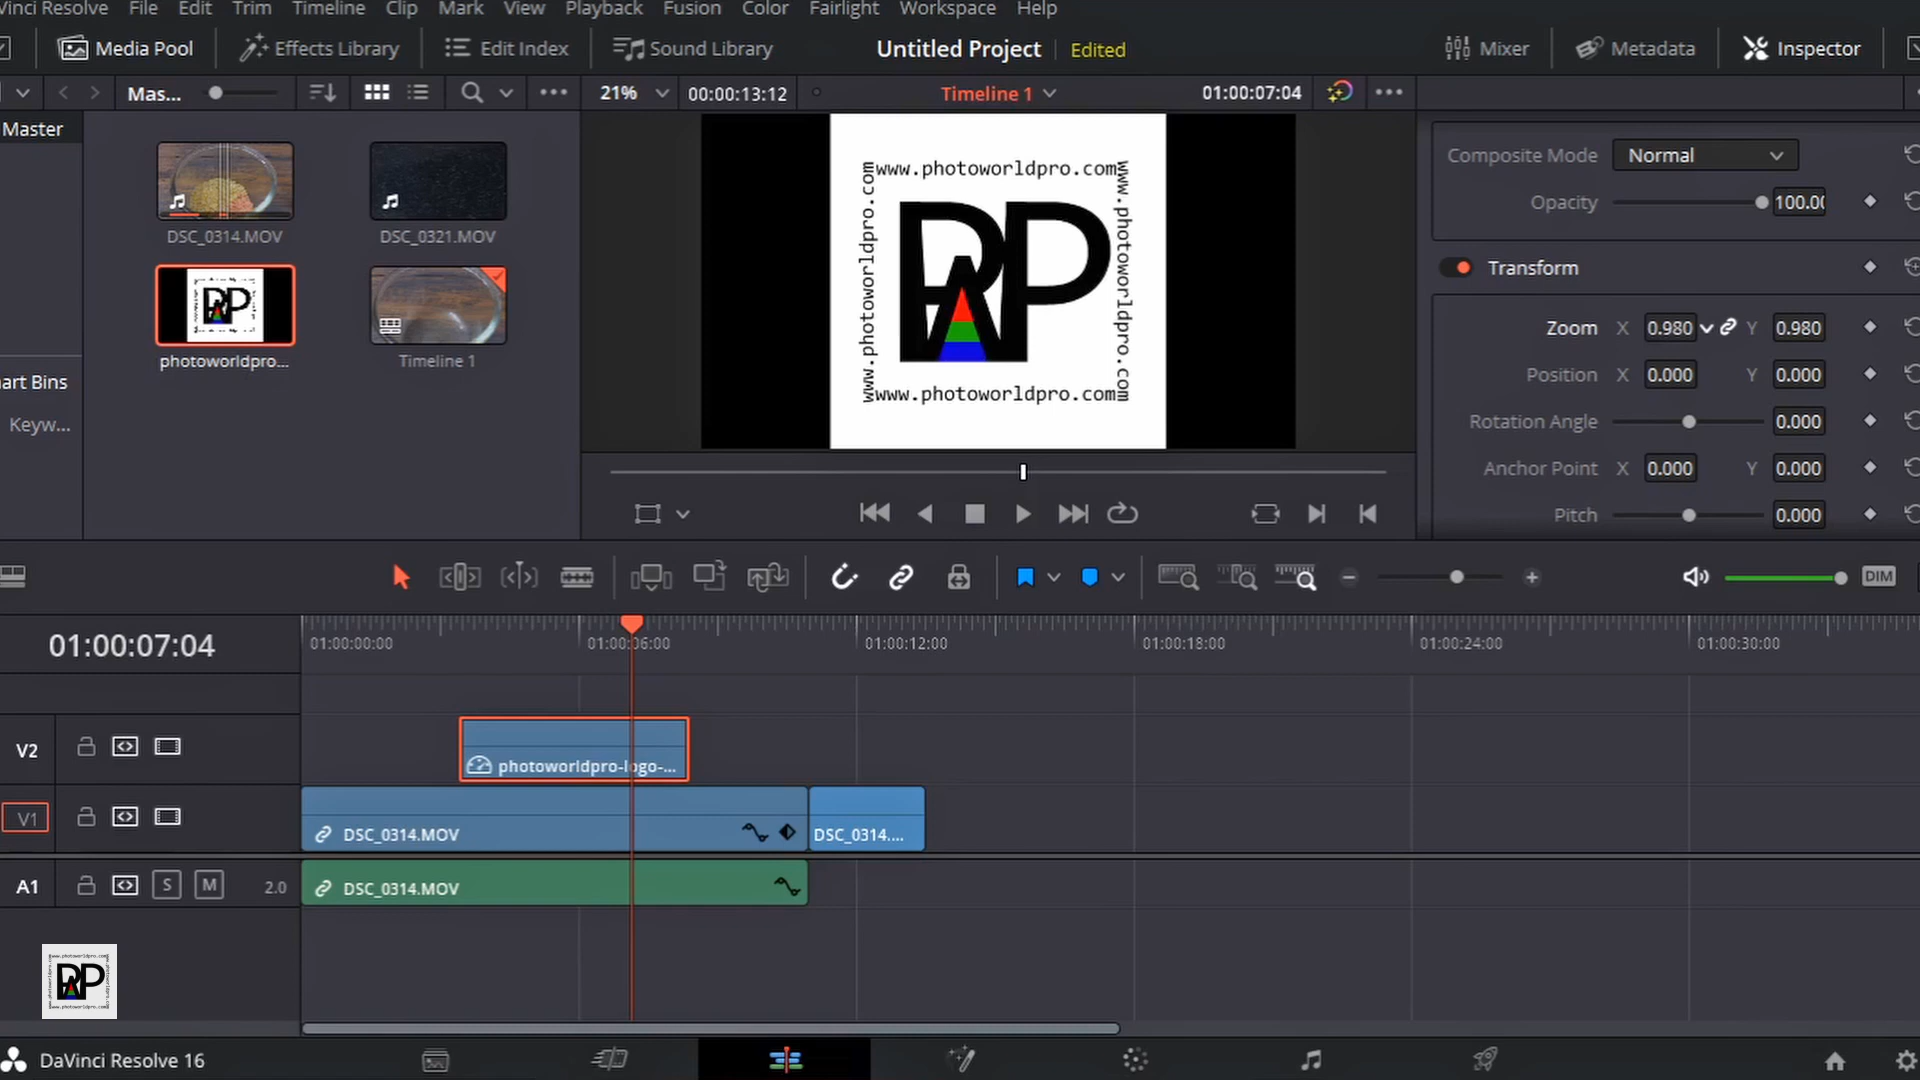 Vinci Resolve File Edit Trim Timeline Clip Mark View Playback Fusion Color Fairlight Workspace Help
Media Pool Effects Library Edit Index Sound Library Untitled Project Edited Mixer Metadata Inspector
Mas... 21% 00:00:13:12 Timeline 1 01:00:07:04
Master
DSC_0314.MOV DSC_0321.MOV
photoworldpro... Timeline 1
art Bins
Keyw...
www.photoworldpro.com
www.photoworldpro.com
www.photoworldpro.com
www.photoworldpro.com
Composite Mode Normal
Opacity 100.00
Transform
Zoom X 0.980 Y 0.980
Position X 0.000 Y 0.000
Rotation Angle 0.000
Anchor Point X 0.000 Y 0.000
Pitch 0.000
DIM
01:00:07:04
01:00:00:00 01:00:06:00 01:00:12:00 01:00:18:00 01:00:24:00 01:00:30:00
V2 photoworldpro-logo-...
V1 DSC_0314.MOV DSC_0314....
A1 S M 2.0 DSC_0314.MOV
DaVinci Resolve 16